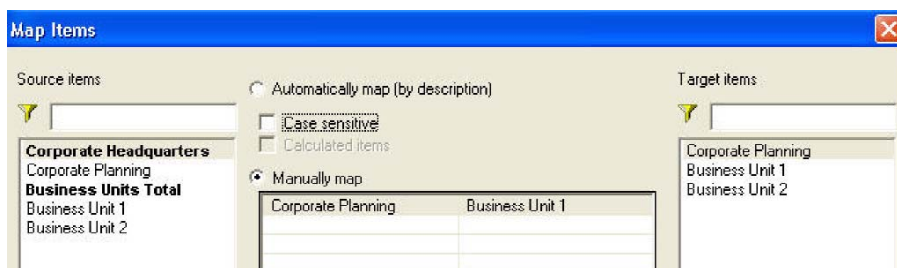 Map Items
Source items
Automatically map (by description)
Case sensitive
Calculated items
Manually map
Corporate Headquarters
Corporate Planning
Business Units Total
Business Unit 1
Business Unit 2
Corporate Planning Business Unit 1
Target items
Corporate Planning
Business Unit 1
Business Unit 2